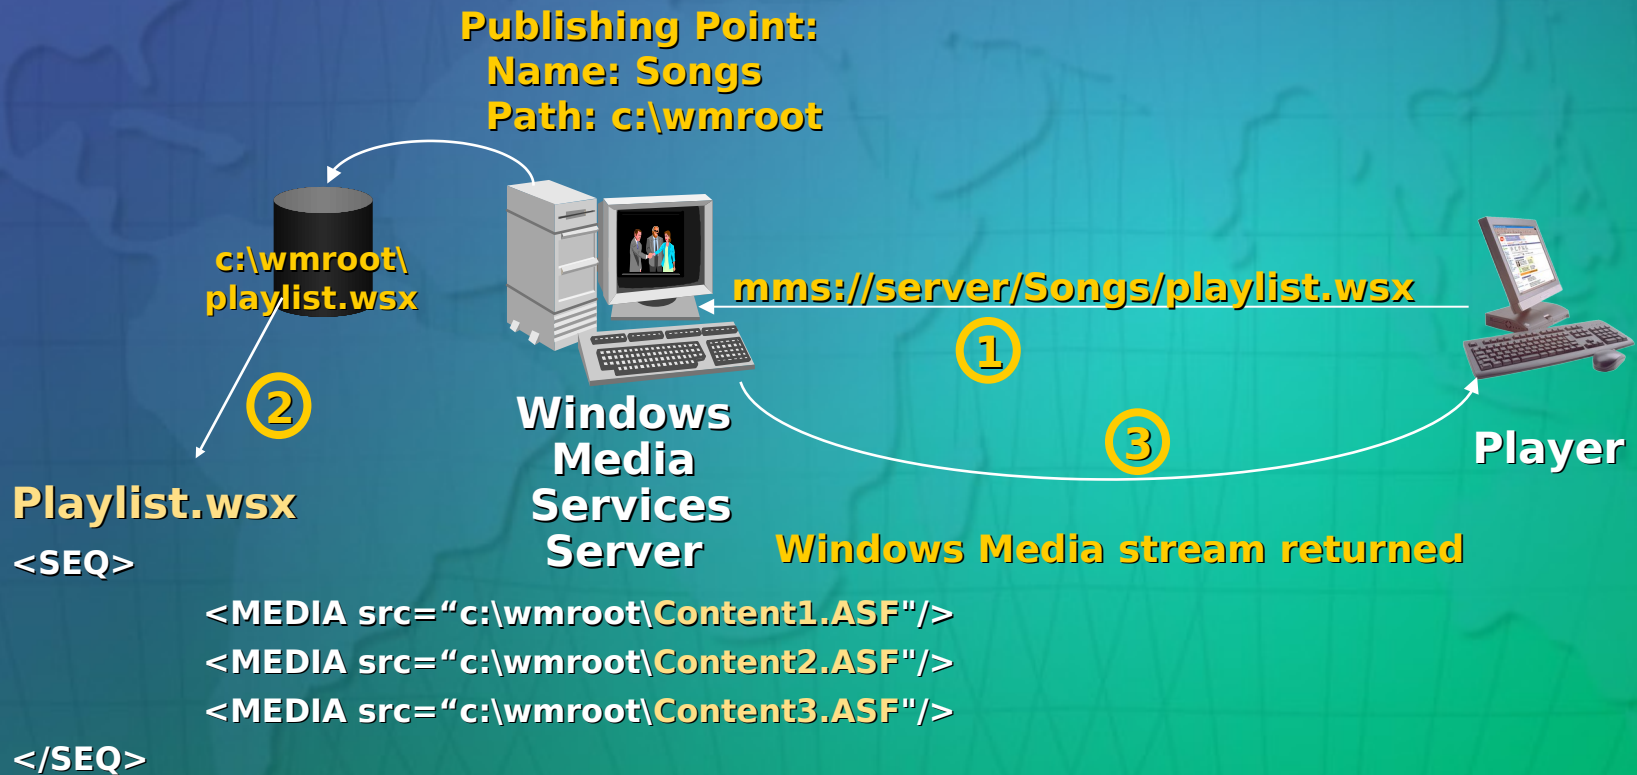 Publishing Point:
Name: Songs
Path: c:\wmroot
c:\wmroot\
playlist.wsx
mms://server/Songs/playlist.wsx
1
2
3
Windows
Media
Services
Server
Player
Windows Media stream returned
Playlist.wsx
<SEQ>
<MEDIA src=“c:\wmroot\Content1.ASF"/>
<MEDIA src=“c:\wmroot\Content2.ASF"/>
<MEDIA src=“c:\wmroot\Content3.ASF"/>
</SEQ>